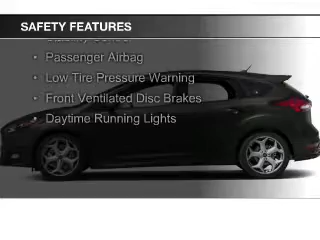 SAFETY FEATURES
• Passenger Airbag
• Low Tire Pressure Warning
• Front Ventilated Disc Brakes
• Daytime Running Lights